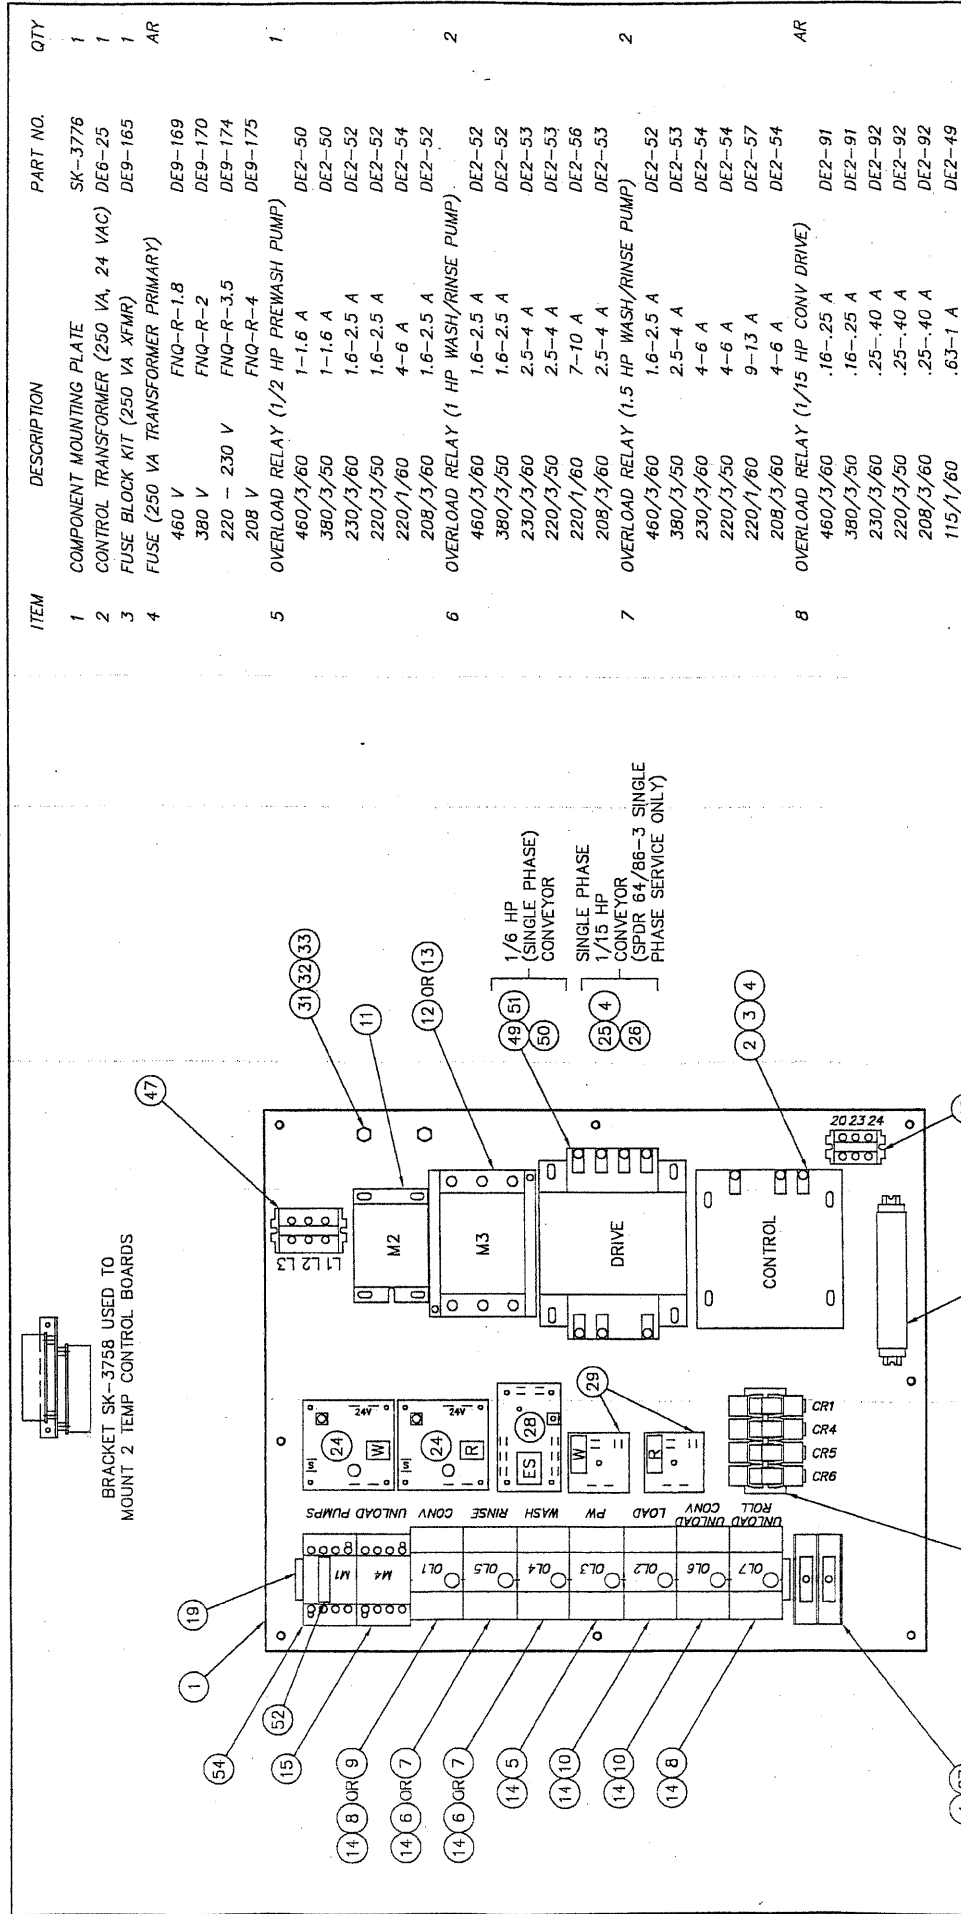 BRACKET SK-3758 USED TO
MOUNT 2 TEMP CONTROL BOARDS
54
1
19
47
52
15
31 32 33
11
12 OR 13
14 8 OR 9
14 6 OR 7
14 6 OR 7
14 5
14 10
14 10
14 8
49 51
50
1/6 HP
(SINGLE PHASE)
CONVEYOR
25 4
26
SINGLE PHASE
1/15 HP
CONVEYOR
(SPDR 64/86-3 SINGLE
PHASE SERVICE ONLY)
2 3 4
29
L1 L2 L3
M1
M4
OL1
OL5
OL4
OL3
OL2
OL6
OL7
PUMPS
UNLOAD
CONV
RINSE
WASH
PW
LOAD
UNLOAD
CONV
UNLOAD
ROLL
24
24V
W
24
24V
R
28
ES
W
R
M2
M3
DRIVE
CONTROL
CR1
CR4
CR5
CR6
20 23 24
ITEM DESCRIPTION PART NO. QTY
1 COMPONENT MOUNTING PLATE SK-3776 1
2 CONTROL TRANSFORMER (250 VA, 24 VAC) DE6-25 1
3 FUSE BLOCK KIT (250 VA XFMR) DE9-165 1
4 FUSE (250 VA TRANSFORMER PRIMARY) AR
460 V FNQ-R-1.8 DE9-169
380 V FNQ-R-2 DE9-170
220 - 230 V FNQ-R-3.5 DE9-174
208 V FNQ-R-4 DE9-175
5 OVERLOAD RELAY (1/2 HP PREWASH PUMP) 1
460/3/60 1-1.6 A DE2-50
380/3/50 1-1.6 A DE2-50
230/3/60 1.6-2.5 A DE2-52
220/3/50 1.6-2.5 A DE2-52
220/1/60 4-6 A DE2-54
208/3/60 1.6-2.5 A DE2-52
6 OVERLOAD RELAY (1 HP WASH/RINSE PUMP) 2
460/3/60 1.6-2.5 A DE2-52
380/3/50 1.6-2.5 A DE2-52
230/3/60 2.5-4 A DE2-53
220/3/50 2.5-4 A DE2-53
220/1/60 7-10 A DE2-56
208/3/60 2.5-4 A DE2-53
7 OVERLOAD RELAY (1.5 HP WASH/RINSE PUMP) 2
460/3/60 1.6-2.5 A DE2-52
380/3/50 2.5-4 A DE2-53
230/3/60 4-6 A DE2-54
220/3/50 4-6 A DE2-54
220/1/60 9-13 A DE2-57
208/3/60 4-6 A DE2-54
8 OVERLOAD RELAY (1/15 HP CONV DRIVE) AR
460/3/60 .16-.25 A DE2-91
380/3/50 .16-.25 A DE2-91
230/3/60 .25-.40 A DE2-92
220/3/50 .25-.40 A DE2-92
208/3/60 .25-.40 A DE2-92
115/1/60 .63-1 A DE2-49